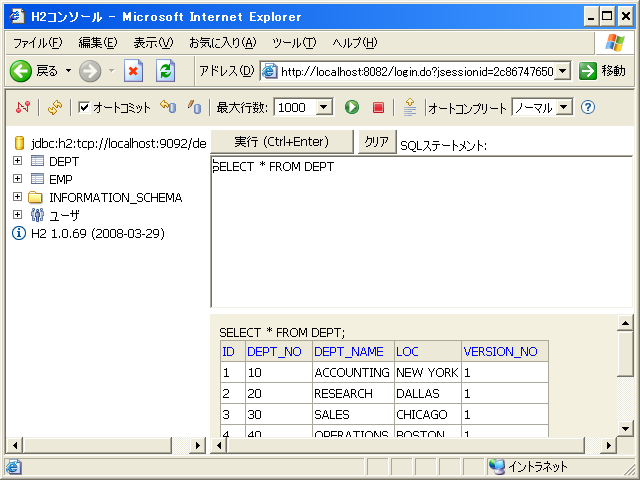 H2コンソール - Microsoft Internet Explorer
ファイル(F) 編集(E) 表示(V) お気に入り(A) ツール(T) ヘルプ(H)
戻る アドレス(D) http://localhost:8082/login.do?jsessionid=2c86747650 移動
オートコミット 最大行数: 1000 オートコンプリート ノーマル
jdbc:h2:tcp://localhost:9092/de
DEPT
EMP
INFORMATION_SCHEMA
ユーザ
H2 1.0.69 (2008-03-29)
実行 (Ctrl+Enter) クリア SQLステートメント:
SELECT * FROM DEPT
SELECT * FROM DEPT;
ID DEPT_NO DEPT_NAME LOC VERSION_NO
1 10 ACCOUNTING NEW YORK 1
2 20 RESEARCH DALLAS 1
3 30 SALES CHICAGO 1
4 40 OPERATIONS BOSTON 1
イントラネット